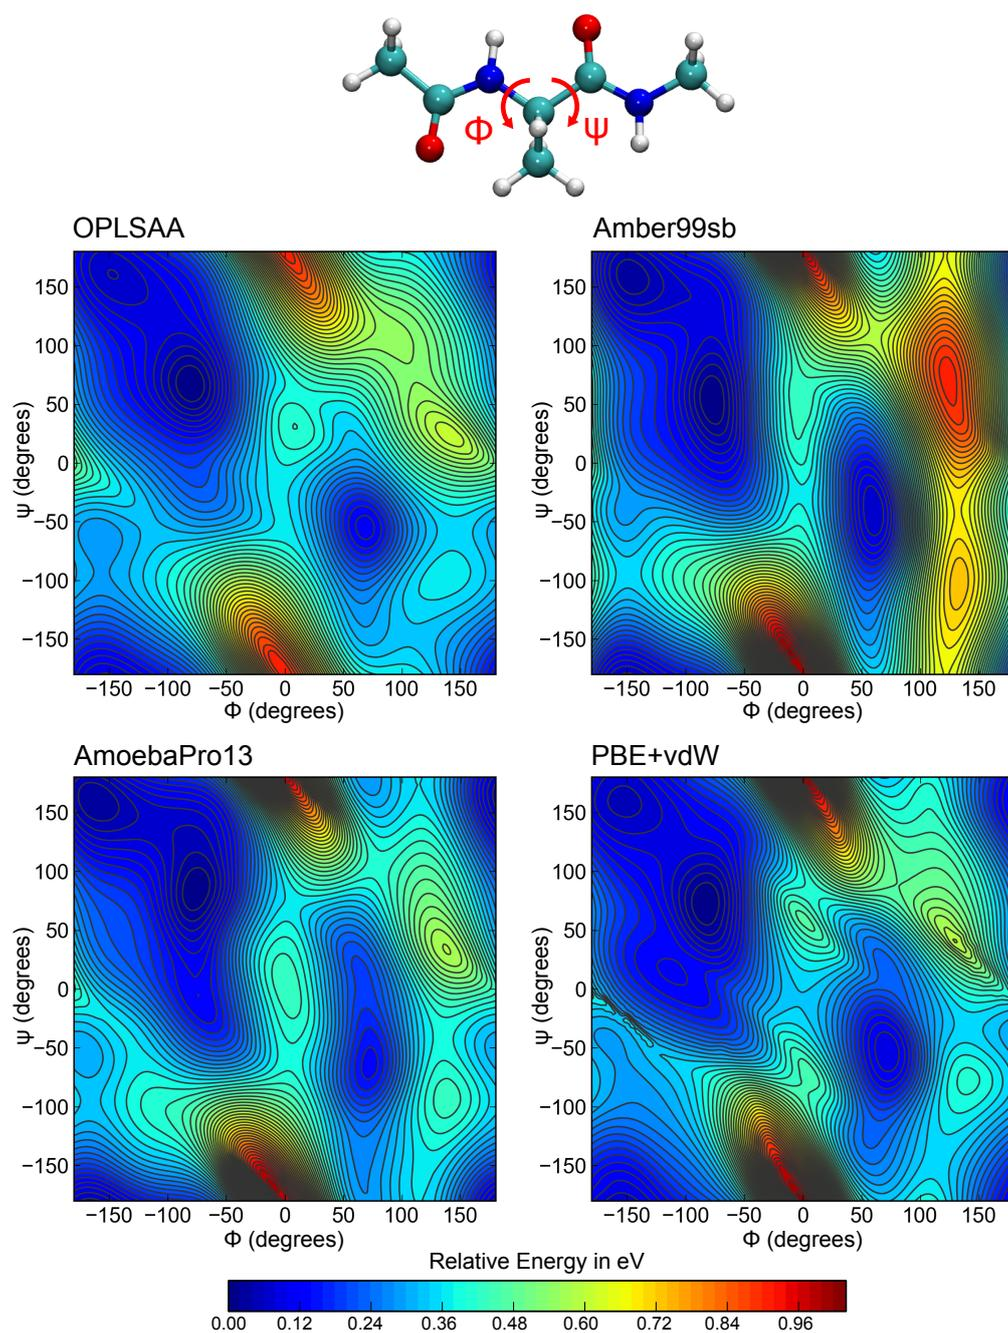 Φ Ψ
OPLSAA
Amber99sb
150
100
50
0
−50
−100
−150
Ψ (degrees)
−150 −100 −50 0 50 100 150
Φ (degrees)
150
100
50
0
−50
−100
−150
Ψ (degrees)
−150 −100 −50 0 50 100 150
Φ (degrees)
AmoebaPro13
PBE+vdW
150
100
50
0
−50
−100
−150
Ψ (degrees)
−150 −100 −50 0 50 100 150
Φ (degrees)
150
100
50
0
−50
−100
−150
Ψ (degrees)
−150 −100 −50 0 50 100 150
Φ (degrees)
Relative Energy in eV
0.00 0.12 0.24 0.36 0.48 0.60 0.72 0.84 0.96